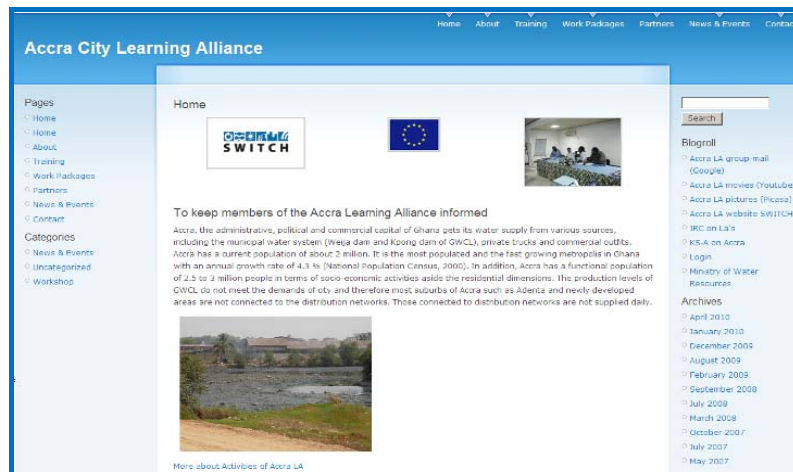 Home About Training Work Packages Partners News & Events Contac
Accra City Learning Alliance
Pages
Home
Home
About
Training
Work Packages
Partners
News & Events
Contact
Categories
News & Events
Uncategorized
Workshop
Home
SWITCH
To keep members of the Accra Learning Alliance informed
Accra, the administrative, political and commercial capital of Ghana gets its water supply from various sources,
including the municipal water system (Weija dam and Kpong dam of GWCL), private trucks and commercial outfits.
Accra has a current population of about 2 million. It is the most populated and the fast growing metropolis in Ghana
with an annual growth rate of 4.3 % (National Population Census, 2000). In addition, Accra has a functional population
of 2.5 to 3 million people in terms of socio-economic activities aside the residential dimensions. The production levels of
GWCL do not meet the demands of city and therefore most suburbs of Accra such as Adenta and newly developed
areas are not connected to the distribution networks. Those connected to distribution networks are not supplied daily.
More about Activities of Accra LA
Search
Blogroll
Accra LA group-mail
(Google)
Accra LA movies (Youtube
Accra LA pictures (Picasa)
Accra LA website SWITCH
IRC on La's
KS-A on Accra
Login
Ministry of Water
Resources
Archives
April 2010
January 2010
December 2009
August 2009
February 2009
September 2008
July 2008
March 2008
October 2007
July 2007
May 2007